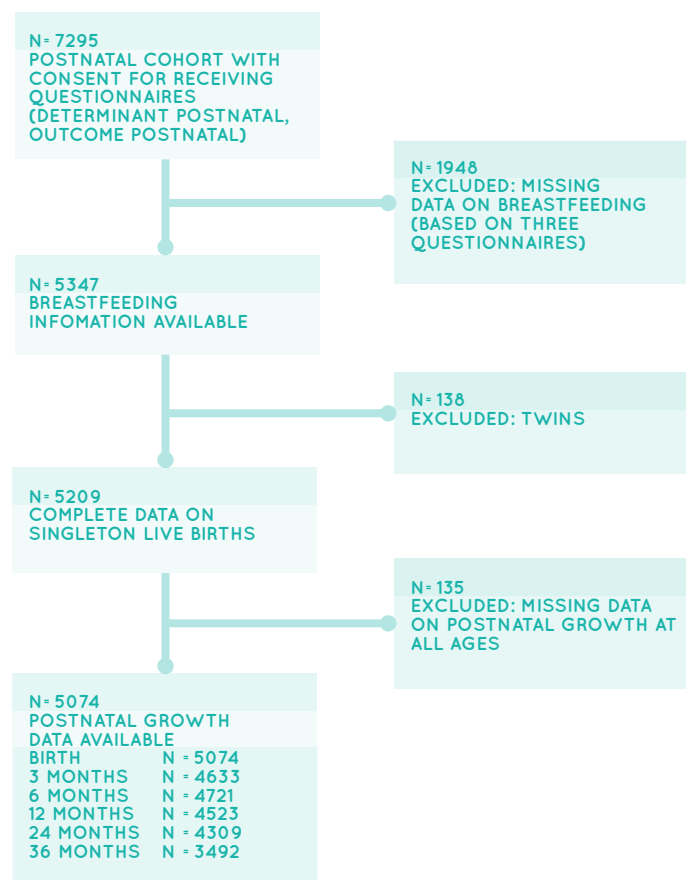 N= 7295
POSTNATAL COHORT WITH
CONSENT FOR RECEIVING
QUESTIONNAIRES
(DETERMINANT POSTNATAL,
OUTCOME POSTNATAL)
N= 1948
EXCLUDED: MISSING
DATA ON BREASTFEEDING
(BASED ON THREE
QUESTIONNAIRES)
N= 5347
BREASTFEEDING
INFOMATION AVAILABLE
N= 138
EXCLUDED: TWINS
N= 5209
COMPLETE DATA ON
SINGLETON LIVE BIRTHS
N= 135
EXCLUDED: MISSING DATA
ON POSTNATAL GROWTH AT
ALL AGES
N= 5074
POSTNATAL GROWTH
DATA AVAILABLE
BIRTH N = 5074
3 MONTHS N = 4633
6 MONTHS N = 4721
12 MONTHS N = 4523
24 MONTHS N = 4309
36 MONTHS N = 3492